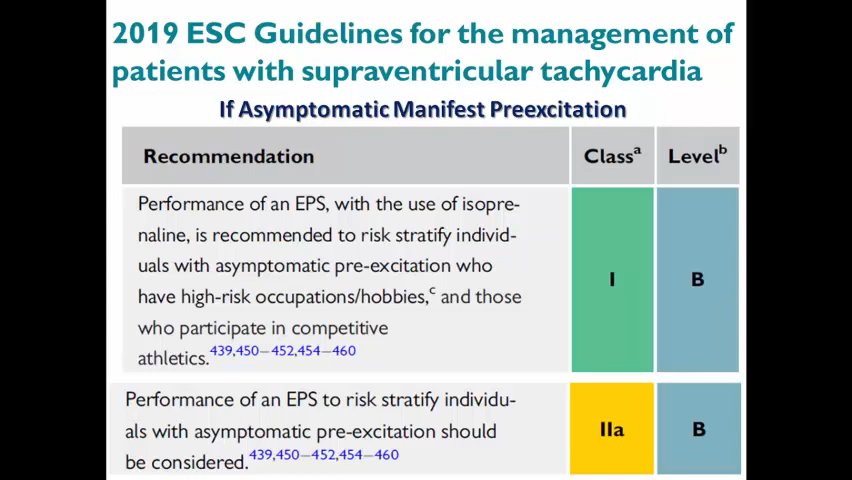 2019 ESC Guidelines for the management of
patients with supraventricular tachycardia
If Asymptomatic Manifest Preexcitation
Recommendation Classᵃ Levelᵇ
Performance of an EPS, with the use of isopre-
naline, is recommended to risk stratify individ-
uals with asymptomatic pre-excitation who
have high-risk occupations/hobbies,ᶜ and those
who participate in competitive
athletics.439,450–452,454–460
I B
Performance of an EPS to risk stratify individu-
als with asymptomatic pre-excitation should
be considered.439,450–452,454–460
IIa B